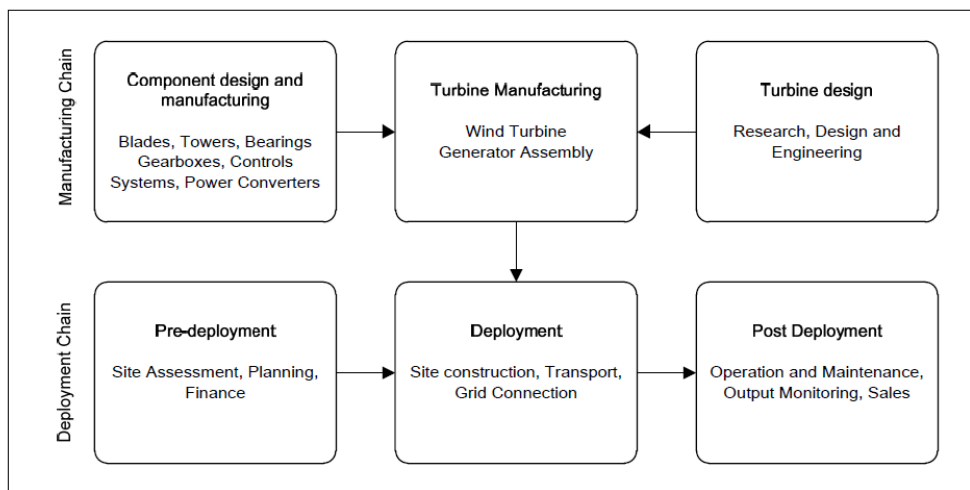 Manufacturing Chain
Component design and
manufacturing
Blades, Towers, Bearings
Gearboxes, Controls
Systems, Power Converters
Turbine Manufacturing
Wind Turbine
Generator Assembly
Turbine design
Research, Design and
Engineering
Deployment Chain
Pre-deployment
Site Assessment, Planning,
Finance
Deployment
Site construction, Transport,
Grid Connection
Post Deployment
Operation and Maintenance,
Output Monitoring, Sales